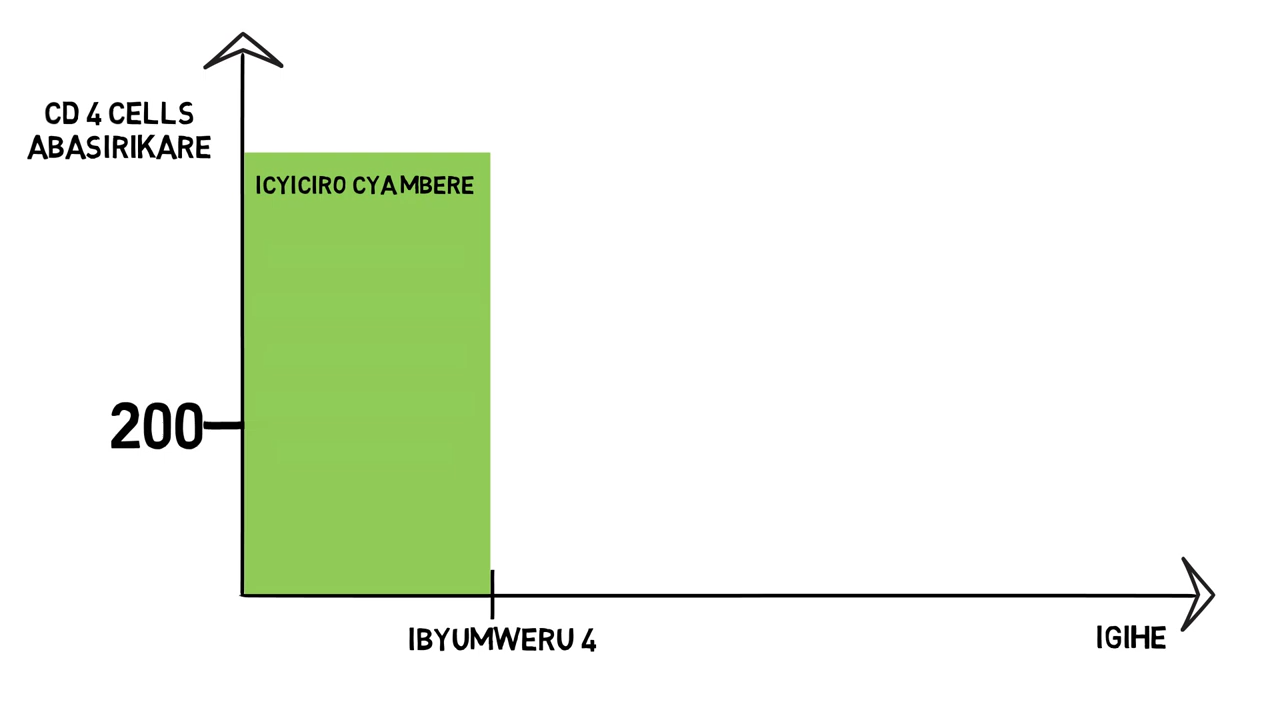 CD 4 CELLS
ABASIRIKARE
ICYICIRO CYAMBERE
200
IBYUMWERU 4
IGIHE